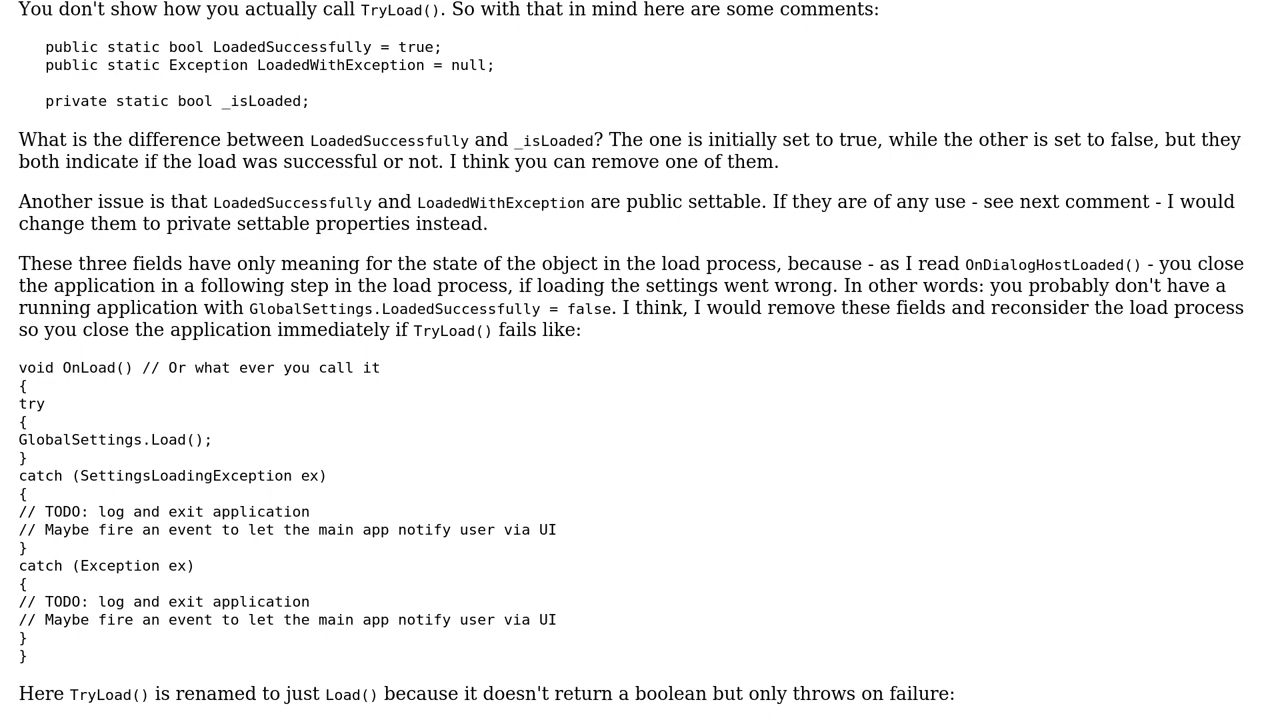 You don't show how you actually call TryLoad(). So with that in mind here are some comments:
public static bool LoadedSuccessfully = true;
public static Exception LoadedWithException = null;
private static bool _isLoaded;
What is the difference between LoadedSuccessfully and _isLoaded? The one is initially set to true, while the other is set to false, but they
both indicate if the load was successful or not. I think you can remove one of them.
Another issue is that LoadedSuccessfully and LoadedWithException are public settable. If they are of any use - see next comment - I would
change them to private settable properties instead.
These three fields have only meaning for the state of the object in the load process, because - as I read OnDialogHostLoaded() - you close
the application in a following step in the load process, if loading the settings went wrong. In other words: you probably don't have a
running application with GlobalSettings.LoadedSuccessfully = false. I think, I would remove these fields and reconsider the load process
so you close the application immediately if TryLoad() fails like:
void OnLoad() // Or what ever you call it
{
try
{
GlobalSettings.Load();
}
catch (SettingsLoadingException ex)
{
// TODO: log and exit application
// Maybe fire an event to let the main app notify user via UI
}
catch (Exception ex)
{
// TODO: log and exit application
// Maybe fire an event to let the main app notify user via UI
}
}
Here TryLoad() is renamed to just Load() because it doesn't return a boolean but only throws on failure: